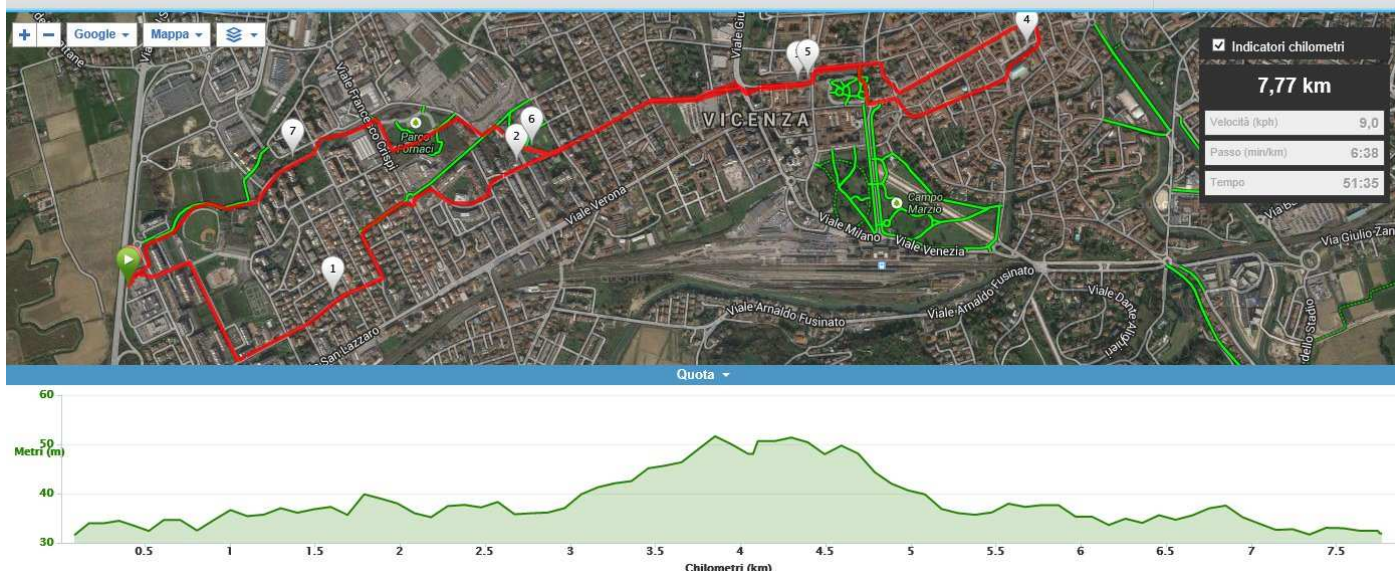 Google
Mappa
4
5
Indicatori chilometri
7,77 km
Velocità (kph) 9,0
Passo (min/km) 6:38
Tempo 51:35
VICENZA
Viale Francesco Crispi
7
Parco
Fornaci
6
2
Viale Verona
Campo
Marzio
Viale Milano
Viale Venezia
Via Giulio Zan
1
San Lazzaro
Viale Arnaldo Fusinato
Viale Arnaldo Fusinato
Viale Dante Alighieri
dello Stadio
Quota
60
50
Metri (m)
40
30
0.5 1 1.5 2 2.5 3 3.5 4 4.5 5 5.5 6 6.5 7 7.5
Chilometri (km)